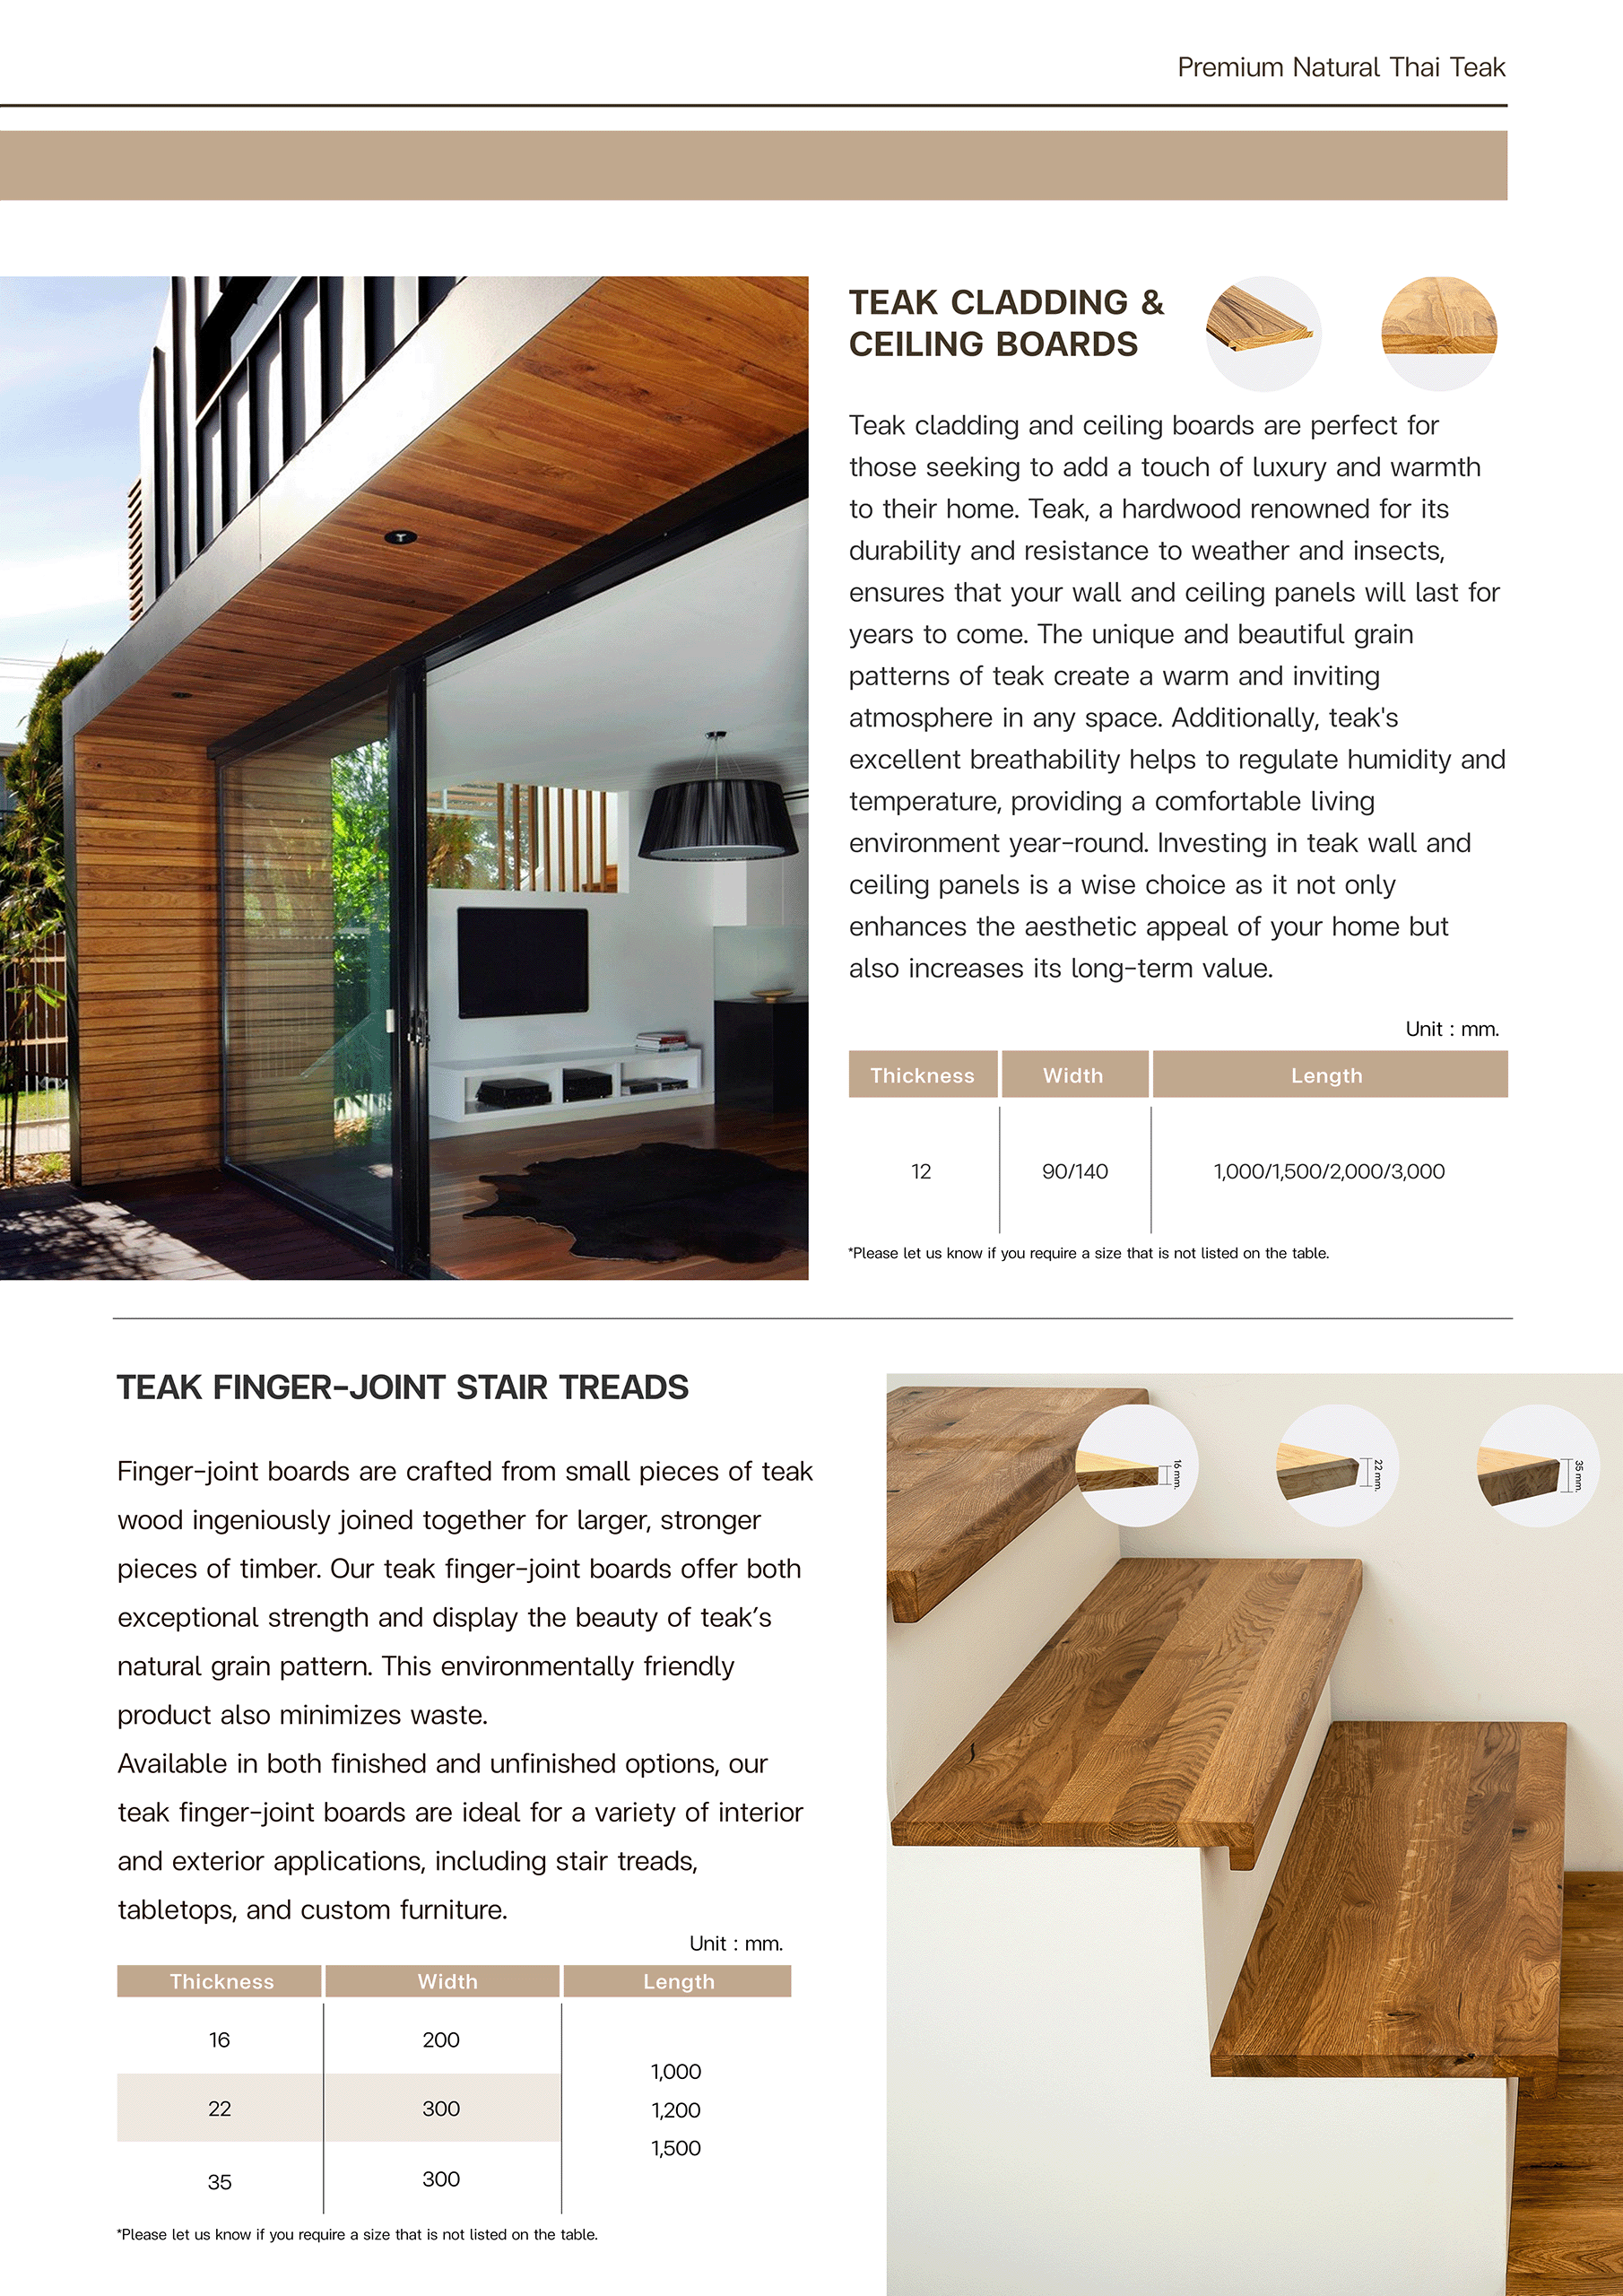 Premium Natural Thai Teak
TEAK CLADDING &
CEILING BOARDS
Teak cladding and ceiling boards are perfect for
those seeking to add a touch of luxury and warmth
to their home. Teak, a hardwood renowned for its
durability and resistance to weather and insects,
ensures that your wall and ceiling panels will last for
years to come. The unique and beautiful grain
patterns of teak create a warm and inviting
atmosphere in any space. Additionally, teak's
excellent breathability helps to regulate humidity and
temperature, providing a comfortable living
environment year-round. Investing in teak wall and
ceiling panels is a wise choice as it not only
enhances the aesthetic appeal of your home but
also increases its long-term value.
Unit : mm.
Thickness Width Length
12 90/140 1,000/1,500/2,000/3,000
*Please let us know if you require a size that is not listed on the table.
TEAK FINGER-JOINT STAIR TREADS
Finger-joint boards are crafted from small pieces of teak
wood ingeniously joined together for larger, stronger
pieces of timber. Our teak finger-joint boards offer both
exceptional strength and display the beauty of teak’s
natural grain pattern. This environmentally friendly
product also minimizes waste.
Available in both finished and unfinished options, our
teak finger-joint boards are ideal for a variety of interior
and exterior applications, including stair treads,
tabletops, and custom furniture.
Unit : mm.
Thickness Width Length
16 200
22 300
35 300
1,000
1,200
1,500
*Please let us know if you require a size that is not listed on the table.
16 mm.
22 mm.
35 mm.